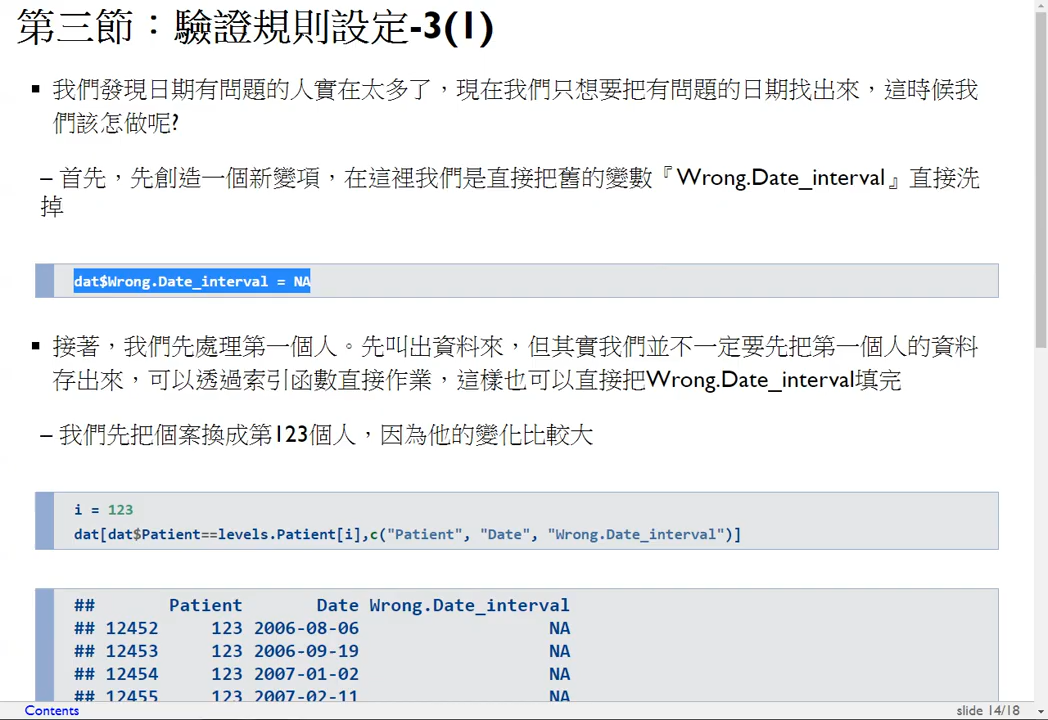 第三節：驗證規則設定-3(1)
我們發現日期有問題的人實在太多了，現在我們只想要把有問題的日期找出來，這時候我
們該怎做呢?
– 首先，先創造一個新變項，在這裡我們是直接把舊的變數『Wrong.Date_interval』直接洗
掉
dat$Wrong.Date_interval = NA
接著，我們先處理第一個人。先叫出資料來，但其實我們並不一定要先把第一個人的資料
存出來，可以透過索引函數直接作業，這樣也可以直接把Wrong.Date_interval填完
– 我們先把個案換成第123個人，因為他的變化比較大
i = 123
dat[dat$Patient==levels.Patient[i],c("Patient", "Date", "Wrong.Date_interval")]
## Patient Date Wrong.Date_interval
## 12452 123 2006-08-06 NA
## 12453 123 2006-09-19 NA
## 12454 123 2007-01-02 NA
## 12455 123 2007-02-11 NA
Contents
slide 14/18